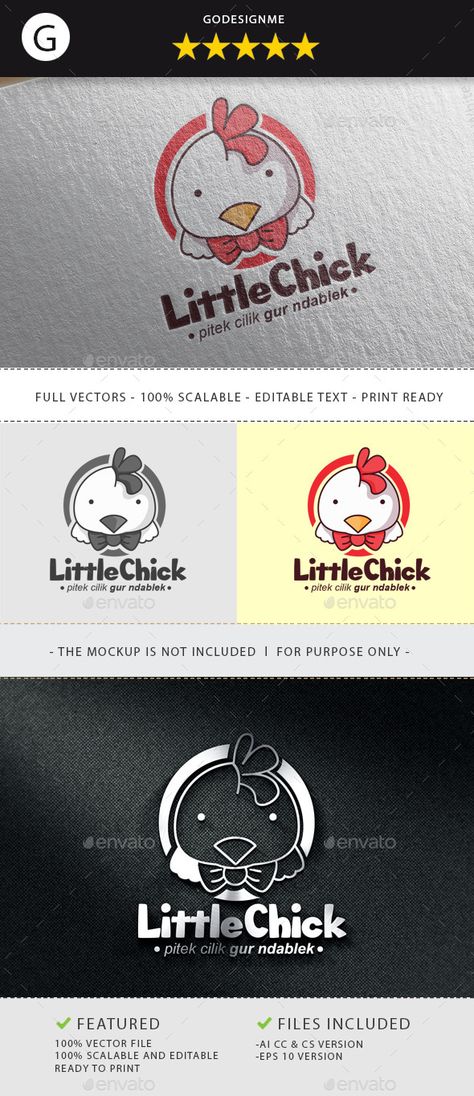 G
GODESIGNME
LittleChick
• pitek cilik gur ndablek •
FULL VECTORS - 100% SCALABLE - EDITABLE TEXT - PRINT READY
LittleChick
• pitek cilik gur ndablek •
LittleChick
• pitek cilik gur ndablek •
- THE MOCKUP IS NOT INCLUDED I FOR PURPOSE ONLY -
LittleChick
pitek cilik gur ndablek •
FEATURED
100% VECTOR FILE
100% SCALABLE AND EDITABLE
READY TO PRINT
FILES INCLUDED
-AI CC & CS VERSION
-EPS 10 VERSION
envato
envato
envato
envato
envato
envato
envato
envato
envato
envato